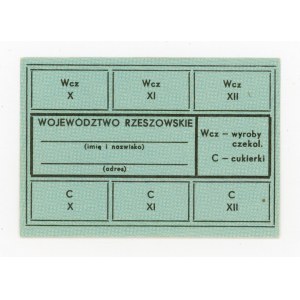 Wcz Wcz Wcz
X XI XII
WOJEWÓDZTWO RZESZOWSKIE
(imię i nazwisko)
(adres)
Wcz — wyroby
czekol.
C — cukierki
C C C
X XI XII